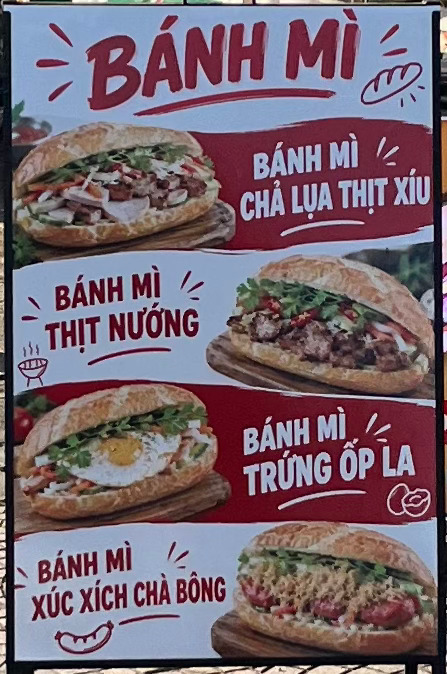 BÁNH MÌ
BÁNH MÌ
CHẢ LỤA THỊT XÍU
BÁNH MÌ
THỊT NƯỚNG
BÁNH MÌ
TRỨNG ỐP LA
BÁNH MÌ
XÚC XÍCH CHÀ BÔNG